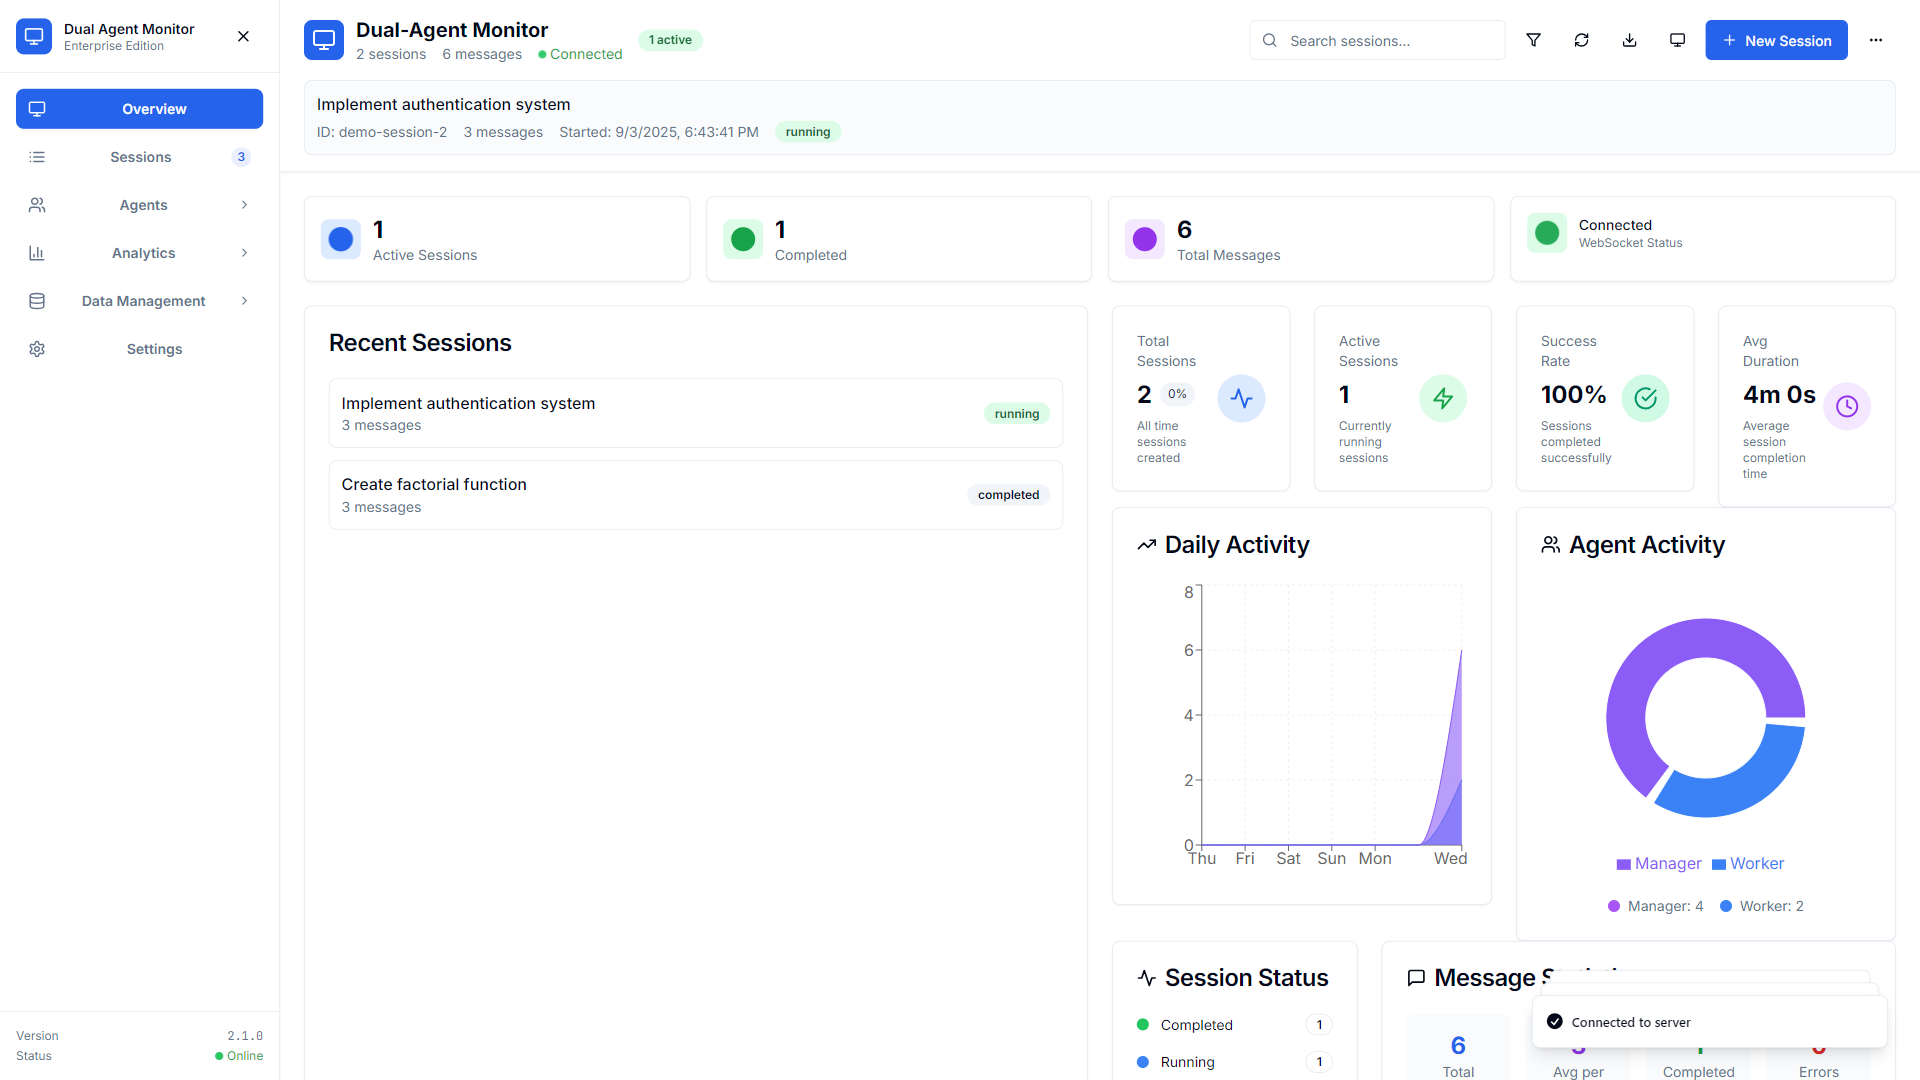 Dual Agent Monitor
Enterprise Edition
Overview
Sessions 3
Agents
Analytics
Data Management
Settings
Version 2.1.0
Status Online
Dual-Agent Monitor
2 sessions 6 messages Connected
1 active
Search sessions...
New Session
Implement authentication system
ID: demo-session-2 3 messages Started: 9/3/2025, 6:43:41 PM running
1
Active Sessions
1
Completed
6
Total Messages
Connected
WebSocket Status
Recent Sessions
Implement authentication system
3 messages
running
Create factorial function
3 messages
completed
Total
Sessions
2 0%
All time
sessions
created
Active
Sessions
1
Currently
running
sessions
Success
Rate
100%
Sessions
completed
successfully
Avg
Duration
4m 0s
Average
session
completion
time
Daily Activity
8
6
4
2
0
Thu Fri Sat Sun Mon Wed
Agent Activity
Manager Worker
Manager: 4 Worker: 2
Session Status
Completed 1
Running 1
Message
Connected to server
6
Total
Avg per
Completed
Errors